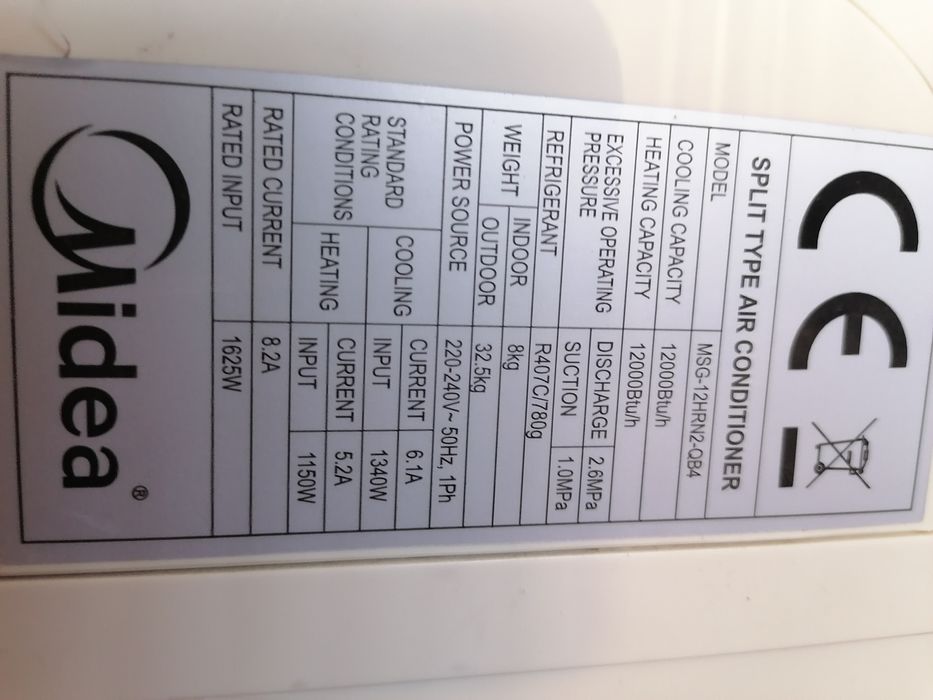 CE
SPLIT TYPE AIR CONDITIONER
MODEL MSG-12HRN2-QB4
COOLING CAPACITY 12000Btu/h
HEATING CAPACITY 12000Btu/h
EXCESSIVE OPERATING PRESSURE DISCHARGE 2.6MPa
SUCTION 1.0MPa
REFRIGERANT R407C/780g
WEIGHT INDOOR 8kg
OUTDOOR 32.5kg
POWER SOURCE 220-240V~ 50Hz, 1Ph
STANDARD RATING CONDITIONS COOLING CURRENT 6.1A
INPUT 1340W
HEATING CURRENT 5.2A
INPUT 1150W
RATED CURRENT 8.2A
RATED INPUT 1625W
Midea®